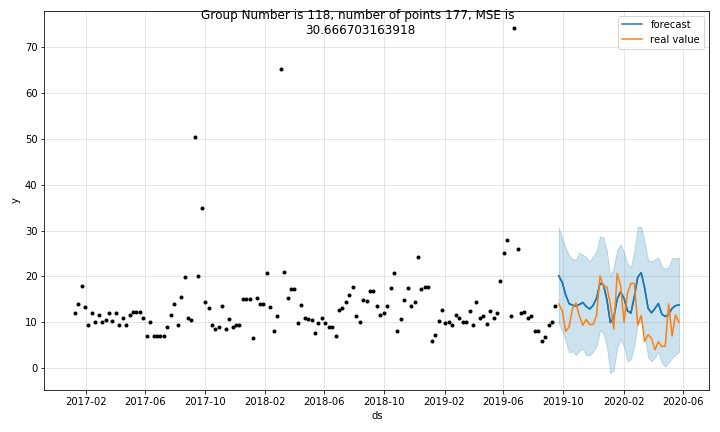 Group Number is 118, number of points 177, MSE is
30.666703163918
forecast
real value
y
70
60
50
40
30
20
10
0
2017-02 2017-06 2017-10 2018-02 2018-06 2018-10 2019-02 2019-06 2019-10 2020-02 2020-06
ds